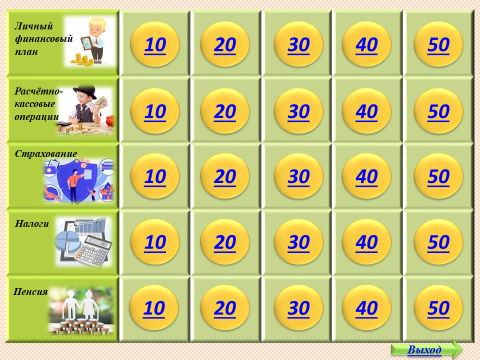 Личный
финансовый
план
10 20 30 40 50
Расчётно-
кассовые
операции
10 20 30 40 50
Страхование
10 20 30 40 50
Налоги
10 20 30 40 50
Пенсия
10 20 30 40 50
Выход